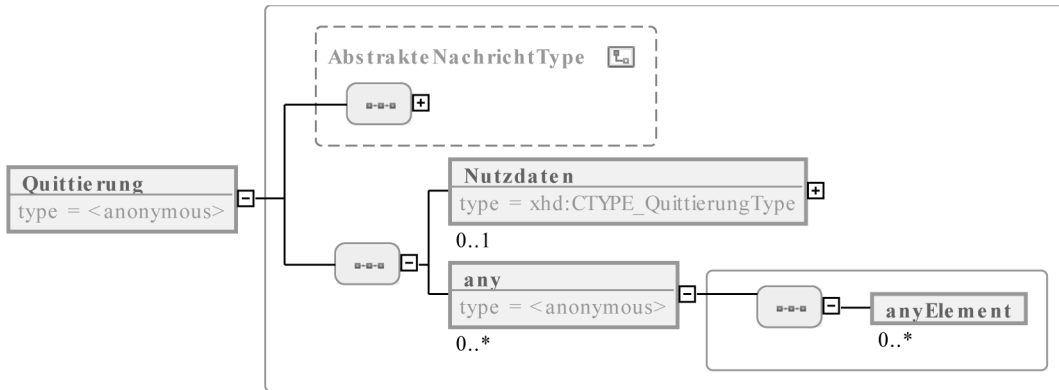 AbstrakteNachrichtType
Quittierung
type = <anonymous>
Nutzdaten
type = xhd:CTYPE_QuittierungType
0..1
any
type = <anonymous>
0..*
anyElement
0..*